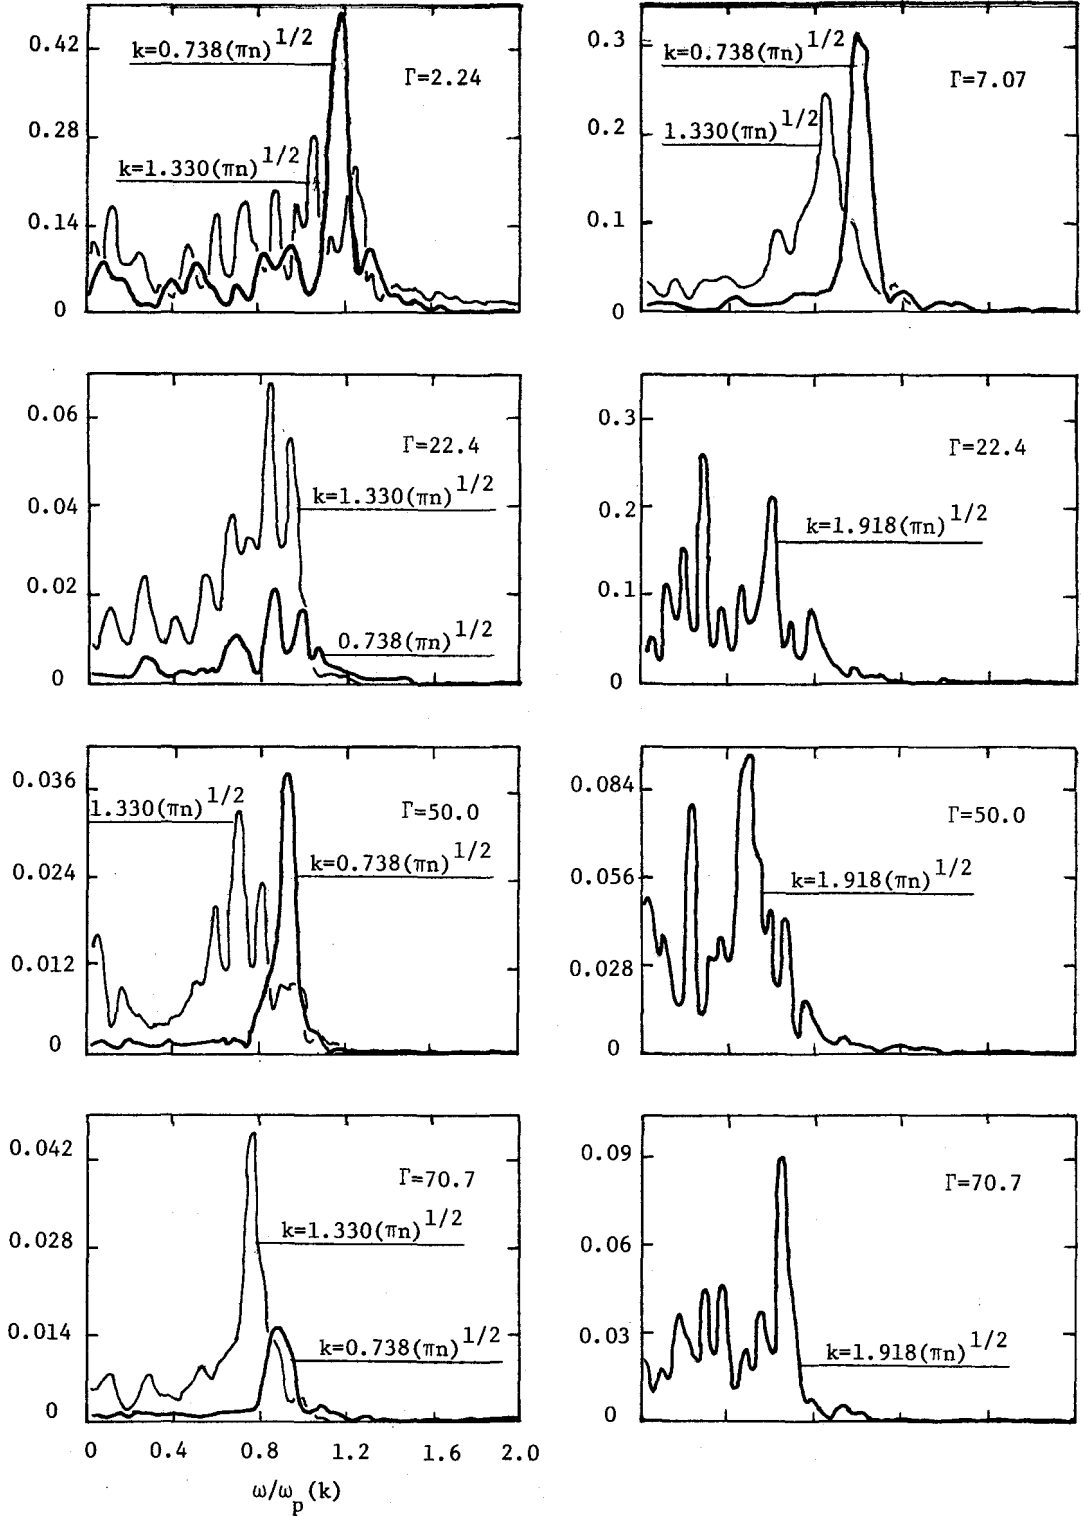 0.42
0.28
0.14
0
k=0.738(πn)^1/2
k=1.330(πn)^1/2
Γ=2.24
0.3
0.2
0.1
0
k=0.738(πn)^1/2
1.330(πn)^1/2
Γ=7.07
0.06
0.04
0.02
0
Γ=22.4
k=1.330(πn)^1/2
0.738(πn)^1/2
0.3
0.2
0.1
0
Γ=22.4
k=1.918(πn)^1/2
0.036
0.024
0.012
0
1.330(πn)^1/2
Γ=50.0
k=0.738(πn)^1/2
0.084
0.056
0.028
0
Γ=50.0
k=1.918(πn)^1/2
0.042
0.028
0.014
0
Γ=70.7
k=1.330(πn)^1/2
k=0.738(πn)^1/2
0.09
0.06
0.03
0
Γ=70.7
k=1.918(πn)^1/2
0 0.4 0.8 1.2 1.6 2.0
ω/ω_p(k)